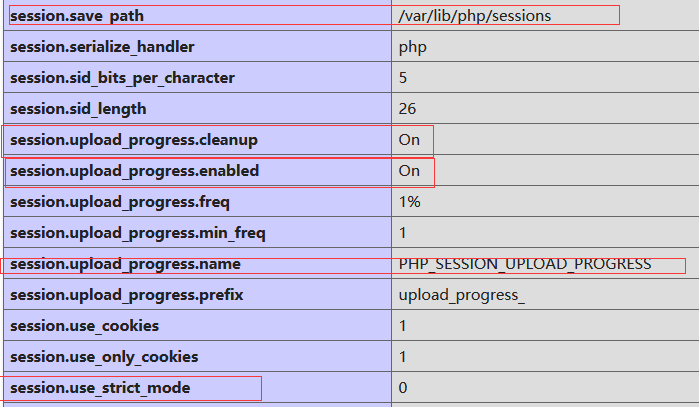 session.save_path /var/lib/php/sessions
session.serialize_handler php
session.sid_bits_per_character 5
session.sid_length 26
session.upload_progress.cleanup On
session.upload_progress.enabled On
session.upload_progress.freq 1%
session.upload_progress.min_freq 1
session.upload_progress.name PHP_SESSION_UPLOAD_PROGRESS
session.upload_progress.prefix upload_progress_
session.use_cookies 1
session.use_only_cookies 1
session.use_strict_mode 0